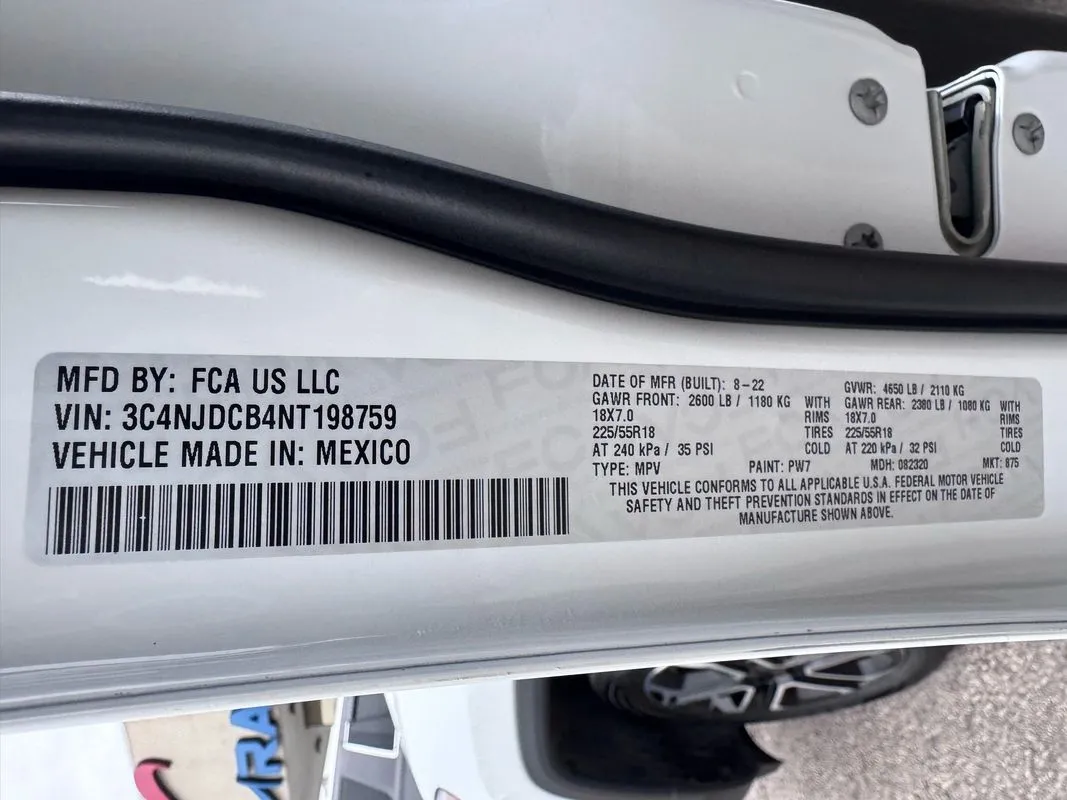 MFD BY: FCA US LLC
VIN: 3C4NJDCB4NT198759
VEHICLE MADE IN: MEXICO
DATE OF MFR (BUILT): 8-22 GVWR: 4650 LB / 2110 KG
GAWR FRONT: 2600 LB / 1180 KG WITH GAWR REAR: 2380 LB / 1080 KG WITH
18X7.0 RIMS 18X7.0 RIMS
225/55R18 TIRES 225/55R18 TIRES
AT 240 kPa / 35 PSI COLD AT 220 kPa / 32 PSI COLD
TYPE: MPV PAINT: PW7 MDH: 082320 MKT: 875
THIS VEHICLE CONFORMS TO ALL APPLICABLE U.S.A. FEDERAL MOTOR VEHICLE
SAFETY AND THEFT PREVENTION STANDARDS IN EFFECT ON THE DATE OF
MANUFACTURE SHOWN ABOVE.